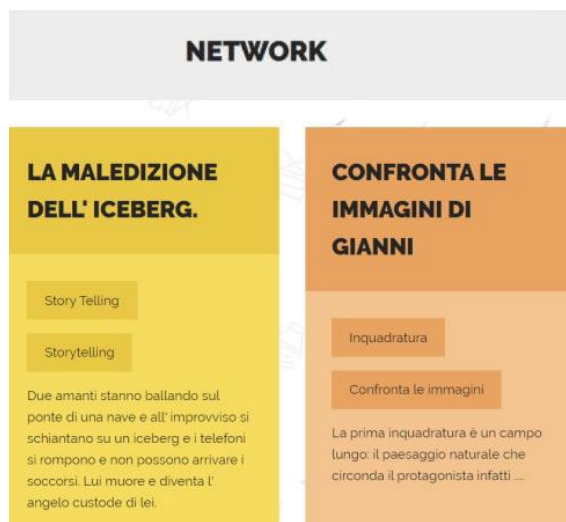 NETWORK
LA MALEDIZIONE
DELL' ICEBERG.
Story Telling
Storytelling
Due amanti stanno ballando sul
ponte di una nave e all' improvviso si
schiantano su un iceberg e i telefoni
si rompono e non possono arrivare i
soccorsi. Lui muore e diventa l'
angelo custode di lei.
CONFRONTA LE
IMMAGINI DI
GIANNI
Inquadratura
Confronta le immagini
La prima inquadratura è un campo
lungo: il paesaggio naturale che
circonda il protagonista infatti ....